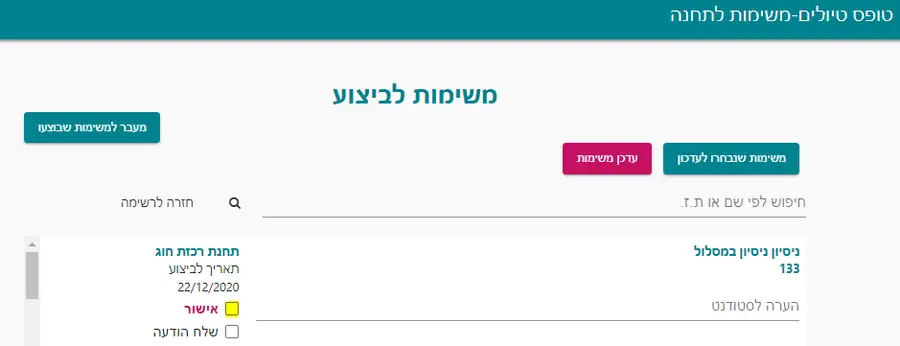 טופס טיולים-משימות לתחנה
משימות לביצוע
מעבר למשימות שבוצעו
משימות שנבחרו לעדכון
עדכן משימות
חיפוש לפי שם או ת.ז.
חזרה לרשימה
ניסיון ניסיון במסלול
133
הערה לסטודנט
תחנת רכזת חוג
תאריך לביצוע
22/12/2020
אישור
שלח הודעה